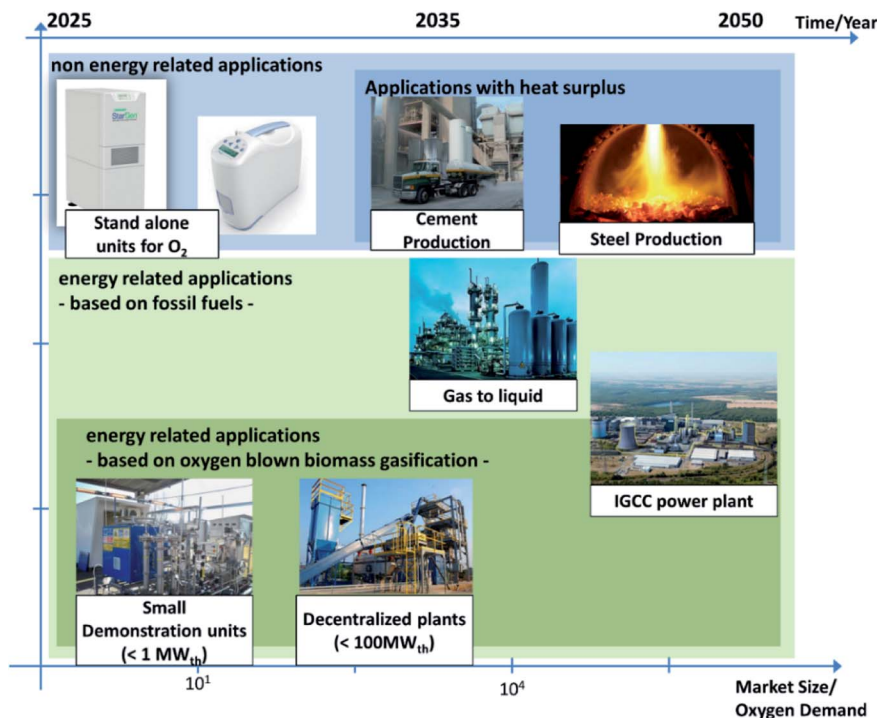 2025
2035
2050
Time/Year
non energy related applications
Applications with heat surplus
StarGen
Stand alone
units for O₂
Cement
Production
Steel Production
energy related applications
- based on fossil fuels -
Gas to liquid
energy related applications
- based on oxygen blown biomass gasification -
IGCC power plant
Small
Demonstration units
(< 1 MWₜₕ)
Decentralized plants
(< 100MWₜₕ)
10¹
10⁴
Market Size/
Oxygen Demand